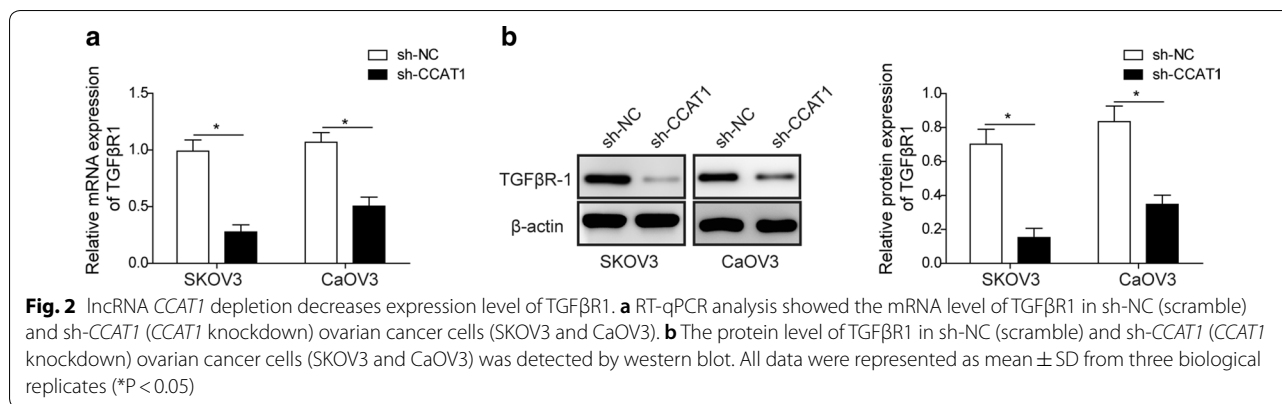 a
sh-NC
sh-CCAT1
Relative mRNA expression
of TGFβR1
1.5
1.0
0.5
0.0
*
*
SKOV3
CaOV3
b
sh-NC
sh-CCAT1
sh-NC
sh-CCAT1
TGFβR-1
β-actin
SKOV3
CaOV3
sh-NC
sh-CCAT1
Relative protein expression
of TGFβR1
1.0
0.8
0.6
0.4
0.2
0.0
*
*
SKOV3
CaOV3
Fig. 2 lncRNA CCAT1 depletion decreases expression level of TGFβR1. a RT-qPCR analysis showed the mRNA level of TGFβR1 in sh-NC (scramble)
and sh-CCAT1 (CCAT1 knockdown) ovarian cancer cells (SKOV3 and CaOV3). b The protein level of TGFβR1 in sh-NC (scramble) and sh-CCAT1 (CCAT1
knockdown) ovarian cancer cells (SKOV3 and CaOV3) was detected by western blot. All data were represented as mean ± SD from three biological
replicates (*P < 0.05)